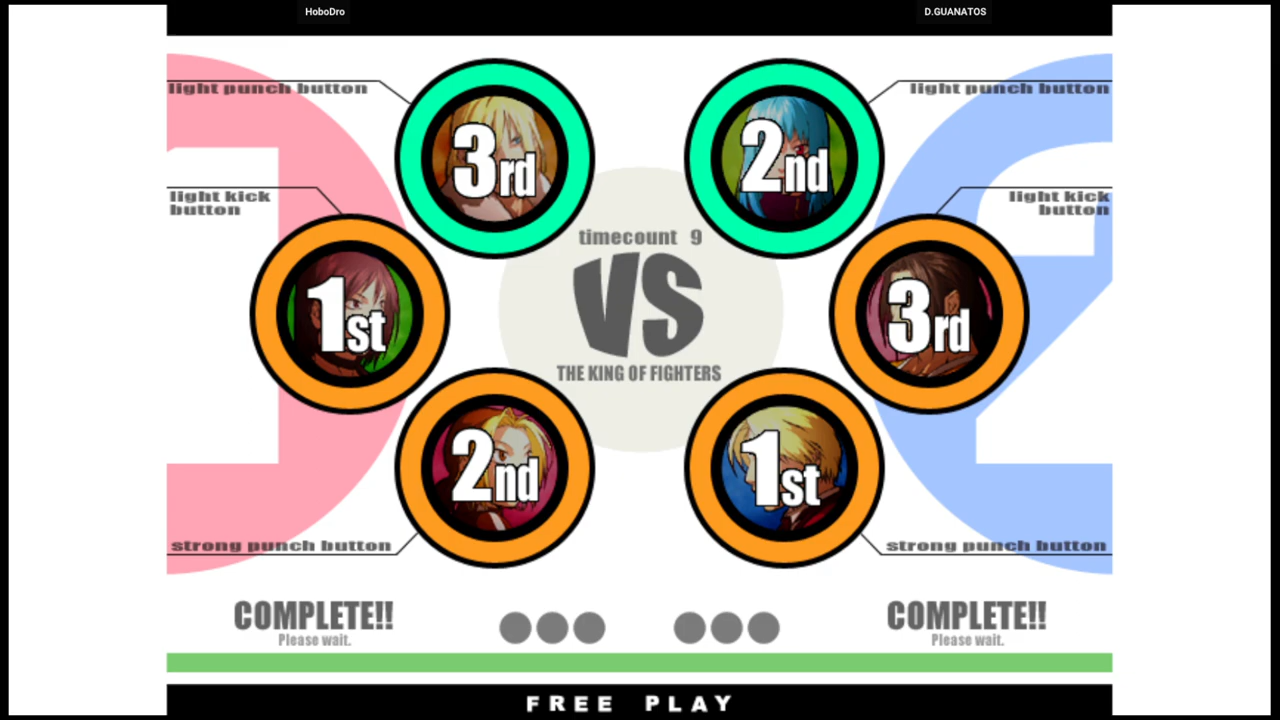 HoboDro
D.GUANATOS
light punch button
light punch button
3rd
2nd
light kick
button
light kick
button
timecount 9
VS
THE KING OF FIGHTERS
1st
3rd
2nd
1st
strong punch button
strong punch button
COMPLETE!!
Please wait.
COMPLETE!!
Please wait.
FREE PLAY
1
2